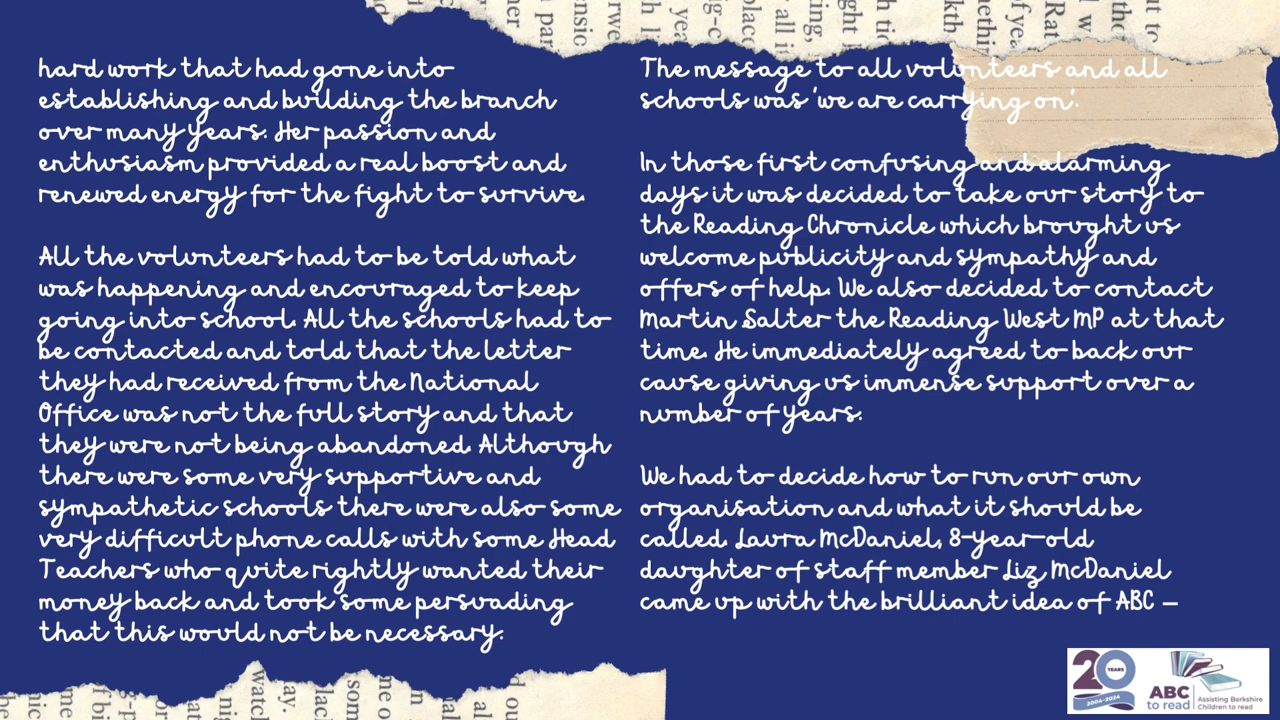 hard work that had gone into
establishing and building the branch
over many years. Her passion and
enthusiasm provided a real boost and
renewed energy for the fight to survive.
All the volunteers had to be told what
was happening and encouraged to keep
going into school. All the schools had to
be contacted and told that the letter
they had received from the National
Office was not the full story and that
they were not being abandoned. Although
there were some very supportive and
sympathetic schools there were also some
very difficult phone calls with some Head
Teachers who quite rightly wanted their
money back and took some persuading
that this would not be necessary.
The message to all volunteers and all
schools was 'we are carrying on'.
In those first confusing and alarming
days it was decided to take our story to
the Reading Chronicle which brought us
welcome publicity and sympathy and
offers of help. We also decided to contact
Martin Salter the Reading West MP at that
time. He immediately agreed to back our
cause giving us immense support over a
number of years.
We had to decide how to run our own
organisation and what it should be
called. Laura McDaniel, 8-year-old
daughter of staff member Liz McDaniel
came up with the brilliant idea of ABC –
20 YEARS
2004-2024
ABC
to read
Assisting Berkshire
Children to read